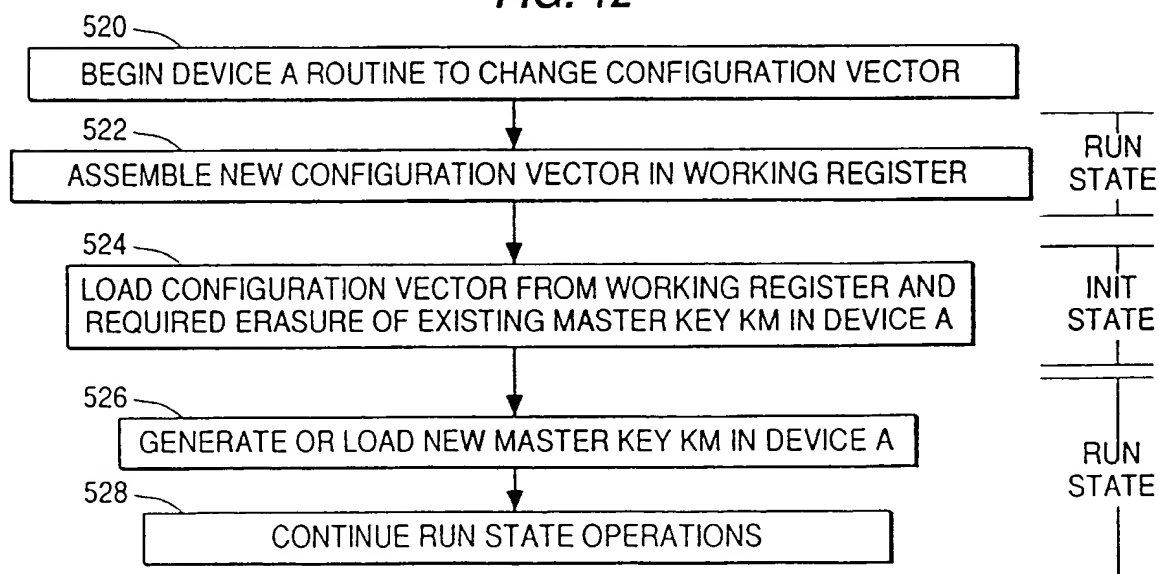 FIG. 12
520
BEGIN DEVICE A ROUTINE TO CHANGE CONFIGURATION VECTOR
522
ASSEMBLE NEW CONFIGURATION VECTOR IN WORKING REGISTER
RUN
STATE
524
LOAD CONFIGURATION VECTOR FROM WORKING REGISTER AND
REQUIRED ERASURE OF EXISTING MASTER KEY KM IN DEVICE A
INIT
STATE
526
GENERATE OR LOAD NEW MASTER KEY KM IN DEVICE A
RUN
STATE
528
CONTINUE RUN STATE OPERATIONS